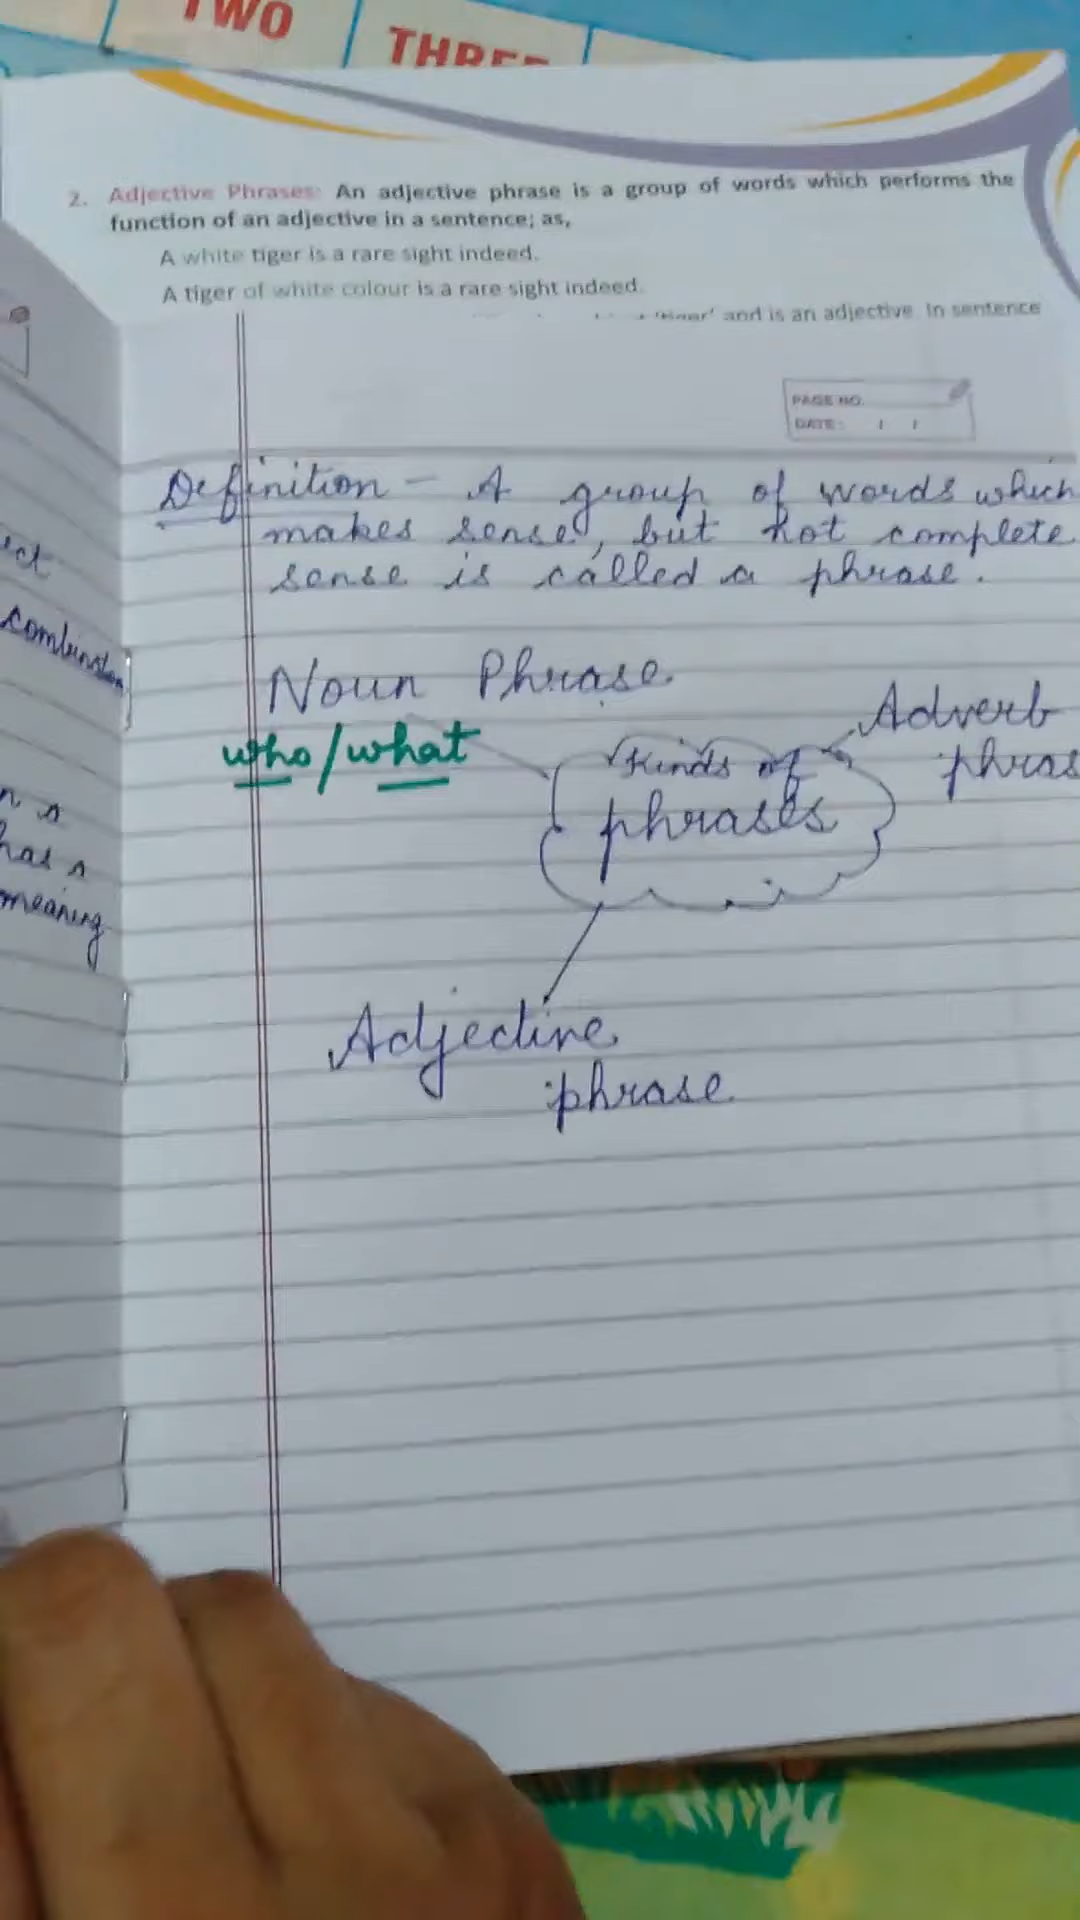 TWO
THREE
2. Adjective Phrases: An adjective phrase is a group of words which performs the
function of an adjective in a sentence; as,
A white tiger is a rare sight indeed.
A tiger of white colour is a rare sight indeed.
'tiger' and is an adjective. In sentence
PAGE NO.
DATE: / /
Definition - A group of words which
makes sense, but not complete
sense is called a phrase.
Noun Phrase
who/what
Adverb
phras
Kinds of
phrases
Adjective
phrase
combination
has a
meaning